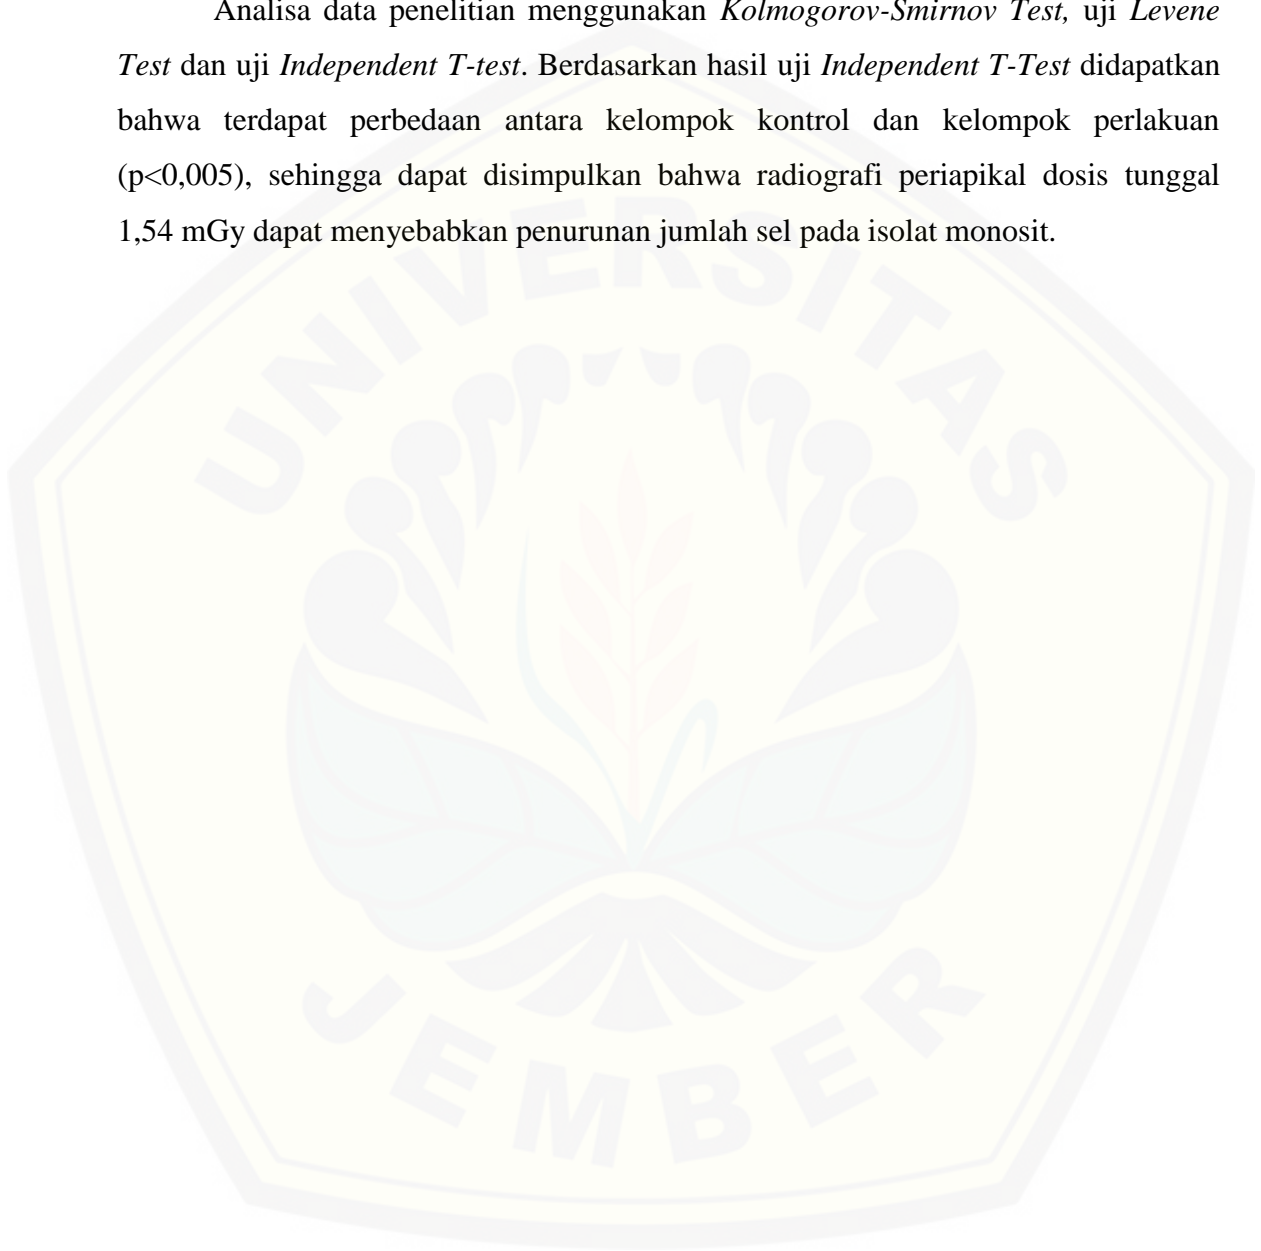 Analisa data penelitian menggunakan Kolmogorov-Smirnov Test, uji Levene
Test dan uji Independent T-test. Berdasarkan hasil uji Independent T-Test didapatkan
bahwa terdapat perbedaan antara kelompok kontrol dan kelompok perlakuan
(p<0,005), sehingga dapat disimpulkan bahwa radiografi periapikal dosis tunggal
1,54 mGy dapat menyebabkan penurunan jumlah sel pada isolat monosit.
UNIVERSITAS
JEMBER